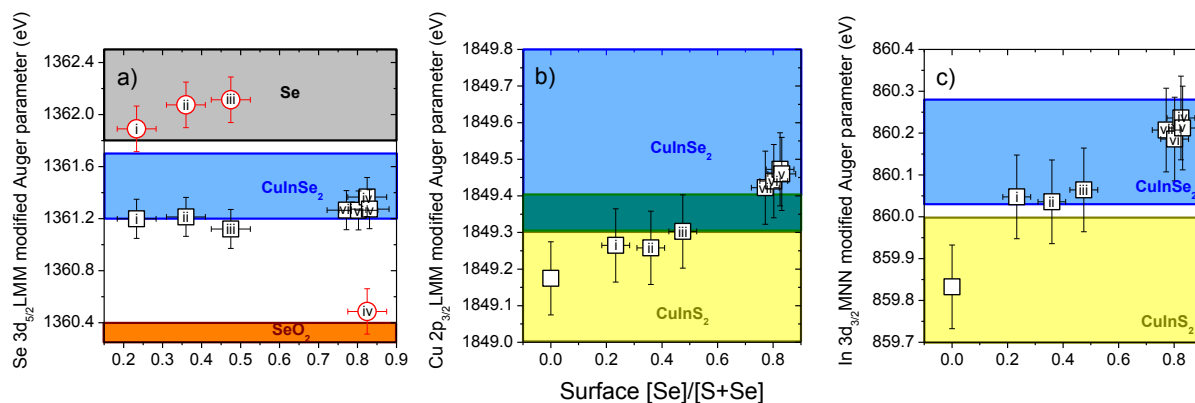 Se 3d5/2LMM modified Auger parameter (eV)
1362.4
1362.0
1361.6
1361.2
1360.8
1360.4
a)
Se
i
ii
iii
CuInSe2
i
ii
iii
vi
iv
v
iv
SeO2
0.2 0.3 0.4 0.5 0.6 0.7 0.8 0.9
Cu 2p3/2LMM modified Auger parameter (eV)
1849.8
1849.7
1849.6
1849.5
1849.4
1849.3
1849.2
1849.1
1849.0
b)
CuInSe2
i
ii
iii
v
CuInS2
0.0 0.2 0.4 0.6 0.8
Surface [Se]/[S+Se]
In 3d3/2MNN modified Auger parameter (eV)
860.4
860.3
860.2
860.1
860.0
859.9
859.8
859.7
c)
i
ii
iii
v
CuInSe2
CuInS2
0.0 0.2 0.4 0.6 0.8